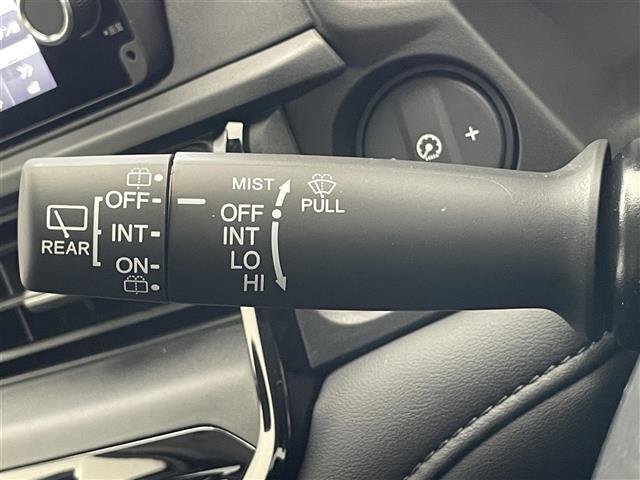 REAR
OFF
INT
ON
MIST
OFF
INT
LO
HI
PULL
+